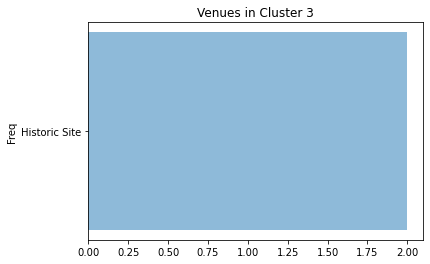 Venues in Cluster 3
Freq
Historic Site
0.00 0.25 0.50 0.75 1.00 1.25 1.50 1.75 2.00